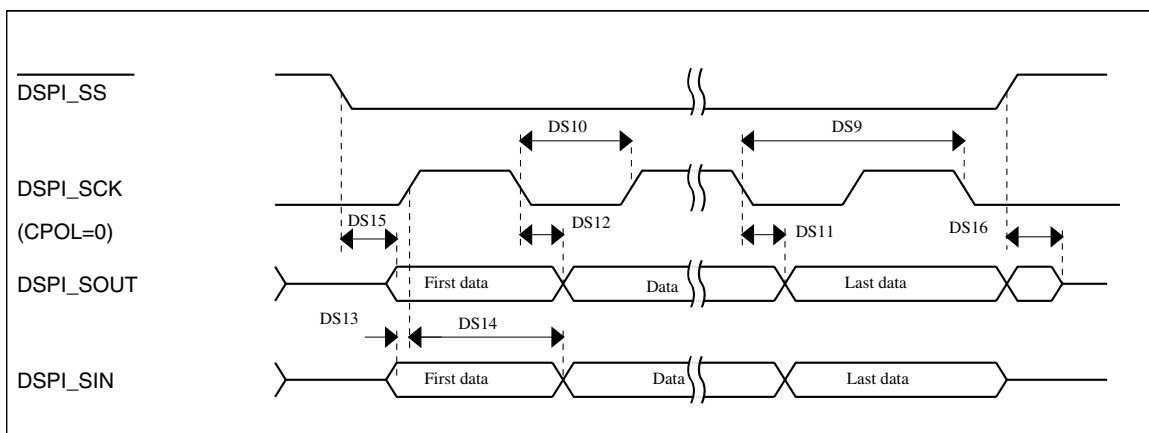 DSPI_SS
DS10
DS9
DSPI_SCK
(CPOL=0)
DS15
DS12
DS11
DS16
DSPI_SOUT
First data
Data
Last data
DS13
DS14
DSPI_SIN
First data
Data
Last data